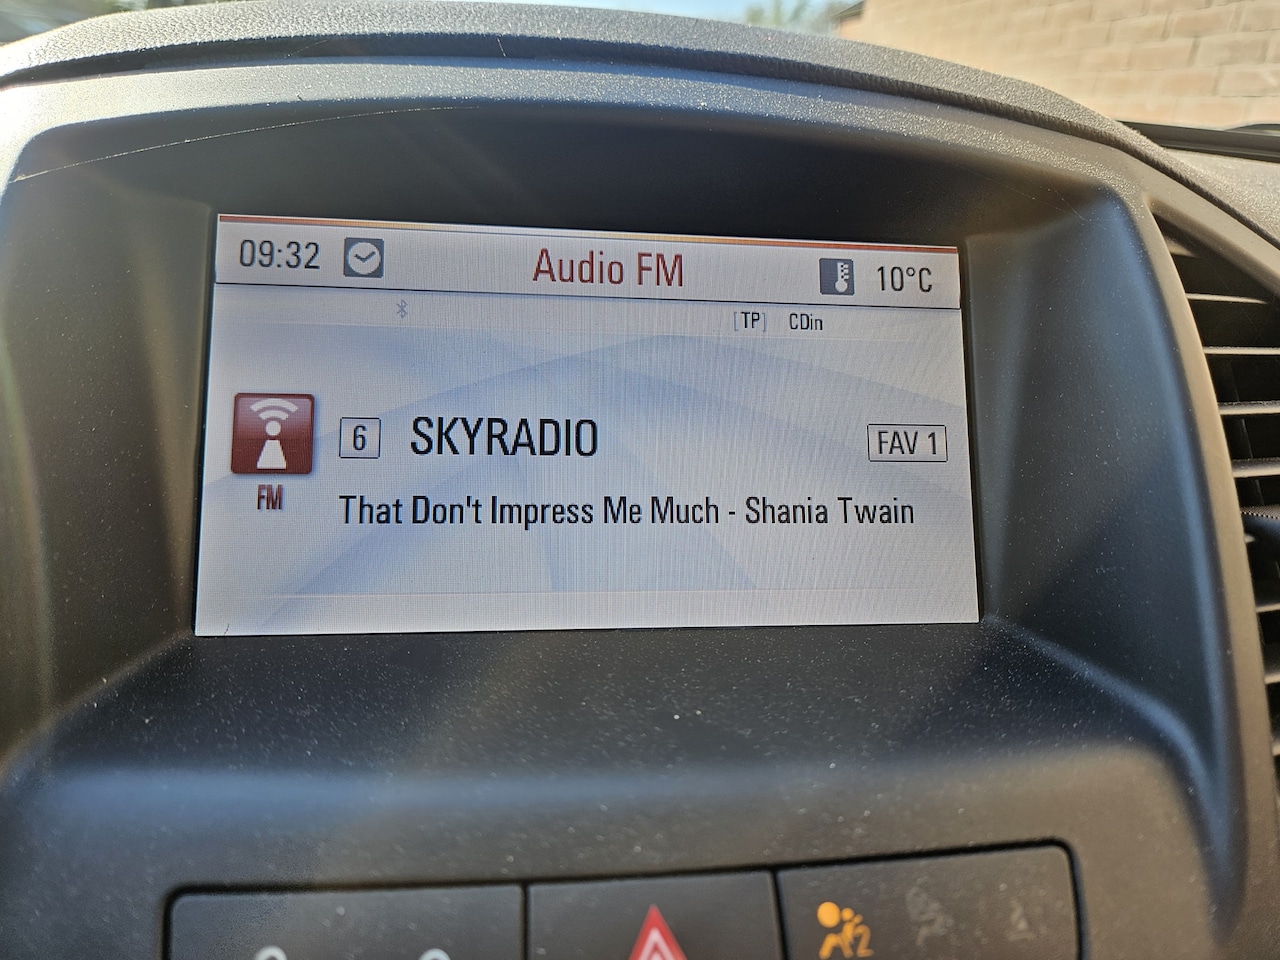 09:32 Audio FM 10°C
[TP] CDin
6 SKYRADIO FAV 1
FM
That Don't Impress Me Much - Shania Twain
2